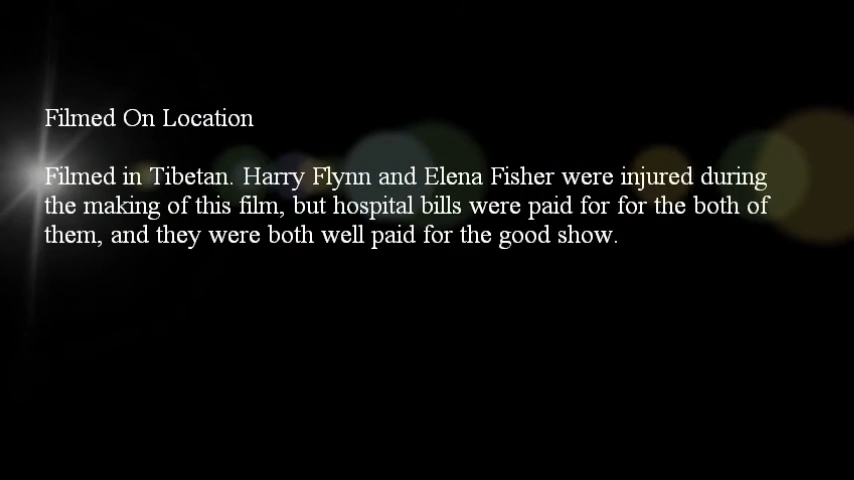 Filmed On Location
Filmed in Tibetan. Harry Flynn and Elena Fisher were injured during
the making of this film, but hospital bills were paid for for the both of
them, and they were both well paid for the good show.